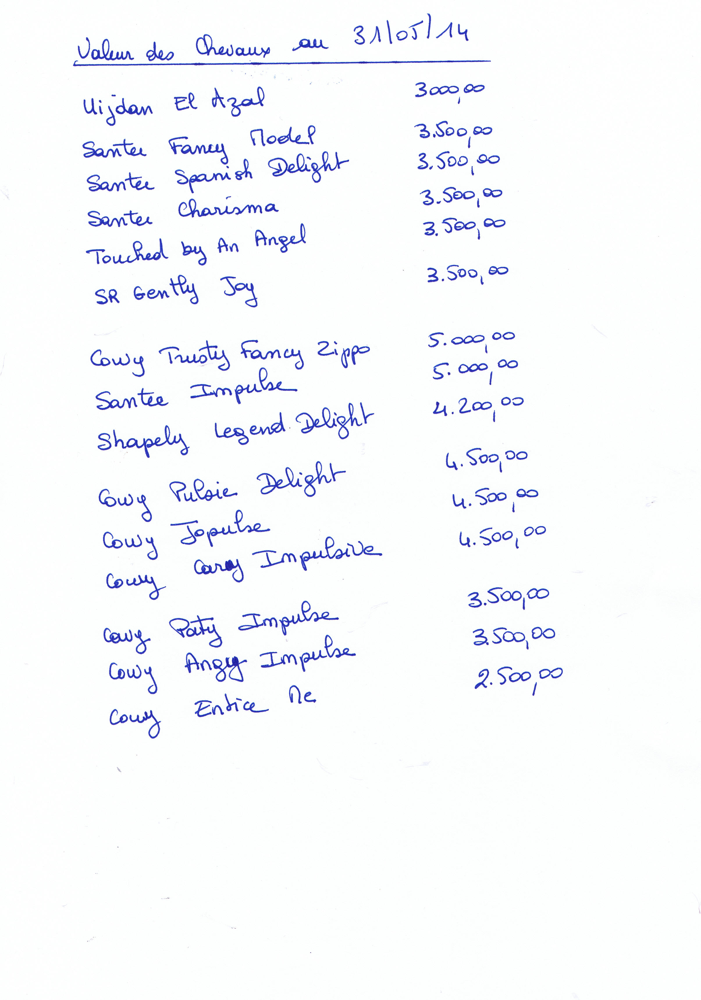 Valeur des Chevaux au 31/05/14
Uijdan El Azal 3000,00
Santee Fancy Model 3.500,00
Santee Spanish Delight 3.500,00
Santee Charisma 3.500,00
Touched by An Angel 3.500,00
SR Gently Joy 3.500,00
Cowy Trusty Fancy Zippo 5.000,00
Santee Impulse 5.000,00
Shapely Legend Delight 4.200,00
Cowy Pulsie Delight 4.500,00
Cowy Jopulse 4.500,00
Cowy Impulsive 4.500,00
Cowy Paty Impulse 3.500,00
Cowy Angy Impulse 3.500,00
Cowy Entice Me 2.500,00